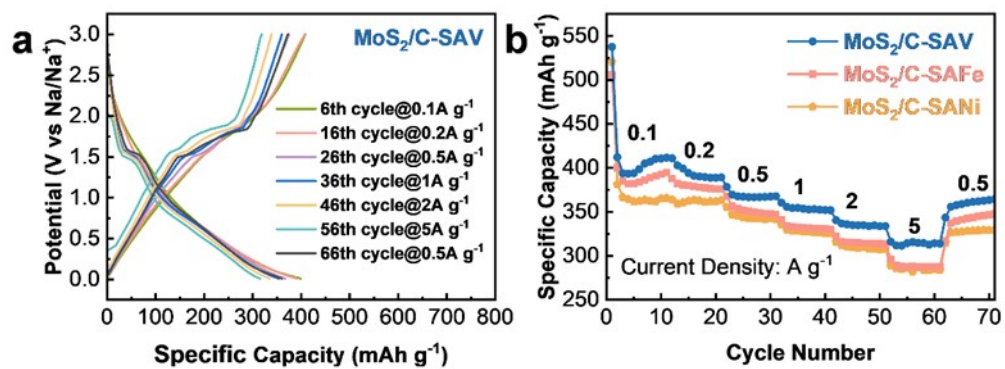 a
MoS₂/C-SAV
Potential (V vs Na/Na⁺)
3.0
2.5
2.0
1.5
1.0
0.5
0.0
6th cycle@0.1A g⁻¹
16th cycle@0.2A g⁻¹
26th cycle@0.5A g⁻¹
36th cycle@1A g⁻¹
46th cycle@2A g⁻¹
56th cycle@5A g⁻¹
66th cycle@0.5A g⁻¹
0 100 200 300 400 500 600 700 800
Specific Capacity (mAh g⁻¹)
b
Specific Capacity (mAh g⁻¹)
550
500
450
400
350
300
250
MoS₂/C-SAV
MoS₂/C-SAFe
MoS₂/C-SANi
0.1
0.2
0.5
1
2
5
0.5
Current Density: A g⁻¹
0 10 20 30 40 50 60 70
Cycle Number